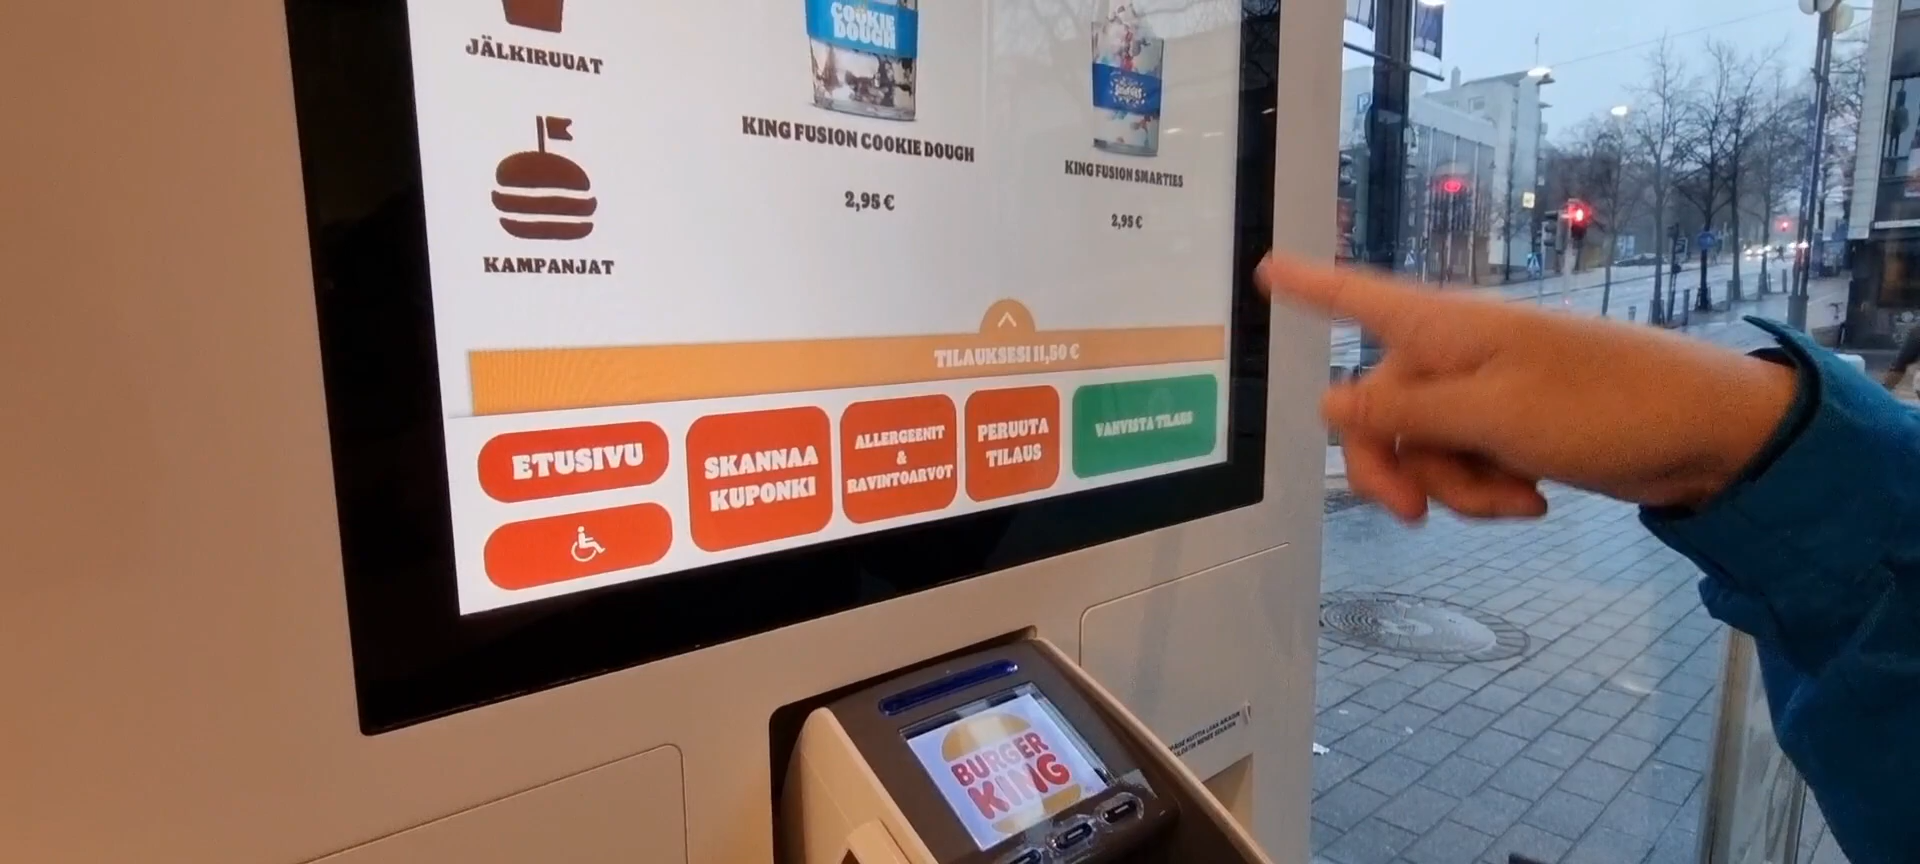 JÄLKIRUUAT
COOKIE
DOUGH
KING FUSION COOKIE DOUGH
2,95 €
SMARTIES
KING FUSION SMARTIES
2,95 €
KAMPANJAT
TILAUKSESI 11,50 €
ETUSIVU
SKANNAA
KUPONKI
ALLERGEENIT
&
RAVINTOARVOT
PERUUTA
TILAUS
VAHVISTA TILAUS
BURGER
KING